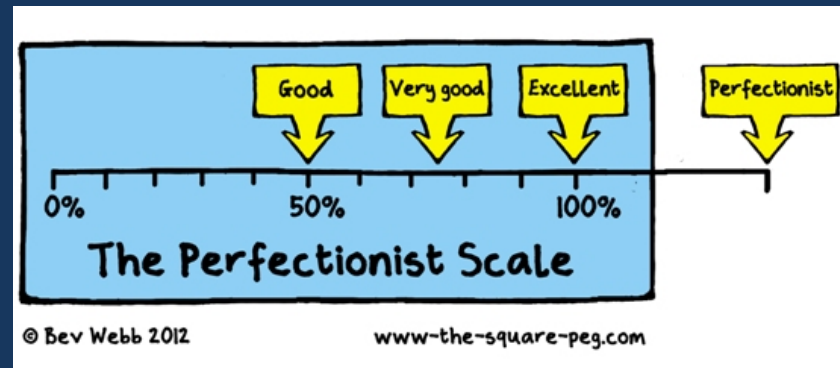 Good Very good Excellent Perfectionist
0% 50% 100%
The Perfectionist Scale
© Bev Webb 2012 www-the-square-peg.com